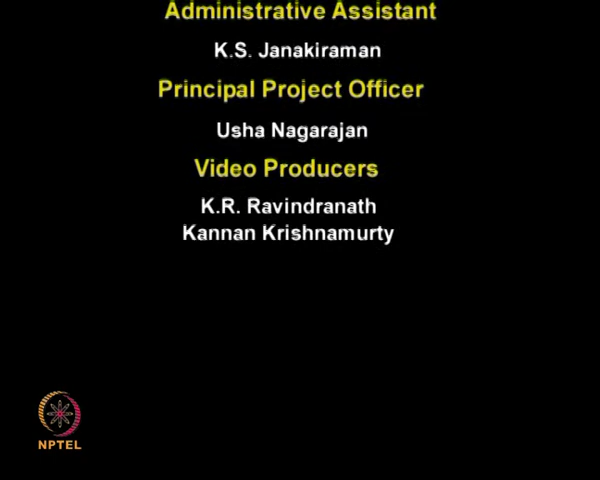 Administrative Assistant
K.S. Janakiraman
Principal Project Officer
Usha Nagarajan
Video Producers
K.R. Ravindranath
Kannan Krishnamurty
NPTEL